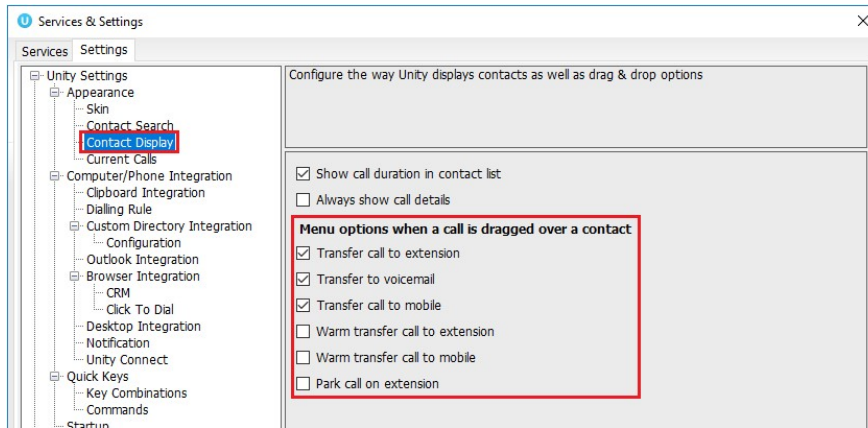 Services & Settings
Services Settings
Unity Settings
Appearance
Skin
Contact Search
Contact Display
Current Calls
Computer/Phone Integration
Clipboard Integration
Dialling Rule
Custom Directory Integration
Configuration
Outlook Integration
Browser Integration
CRM
Click To Dial
Desktop Integration
Notification
Unity Connect
Quick Keys
Key Combinations
Commands
Startup
Configure the way Unity displays contacts as well as drag & drop options
Show call duration in contact list
Always show call details
Menu options when a call is dragged over a contact
Transfer call to extension
Transfer to voicemail
Transfer call to mobile
Warm transfer call to extension
Warm transfer call to mobile
Park call on extension